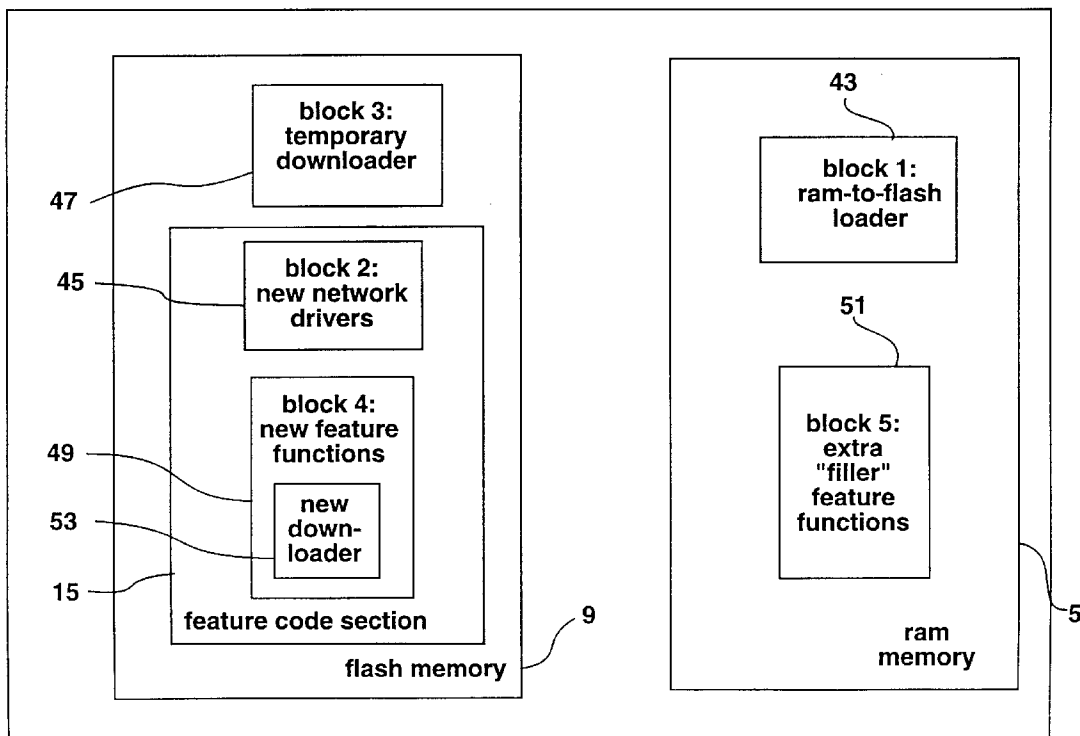 block 3:
temporary
downloader
47
block 2:
new network
drivers
45
block 4:
new feature
functions
49
new
down-
loader
53
15
feature code section
flash memory
9
43
block 1:
ram-to-flash
loader
51
block 5:
extra
"filler"
feature
functions
ram
memory
5